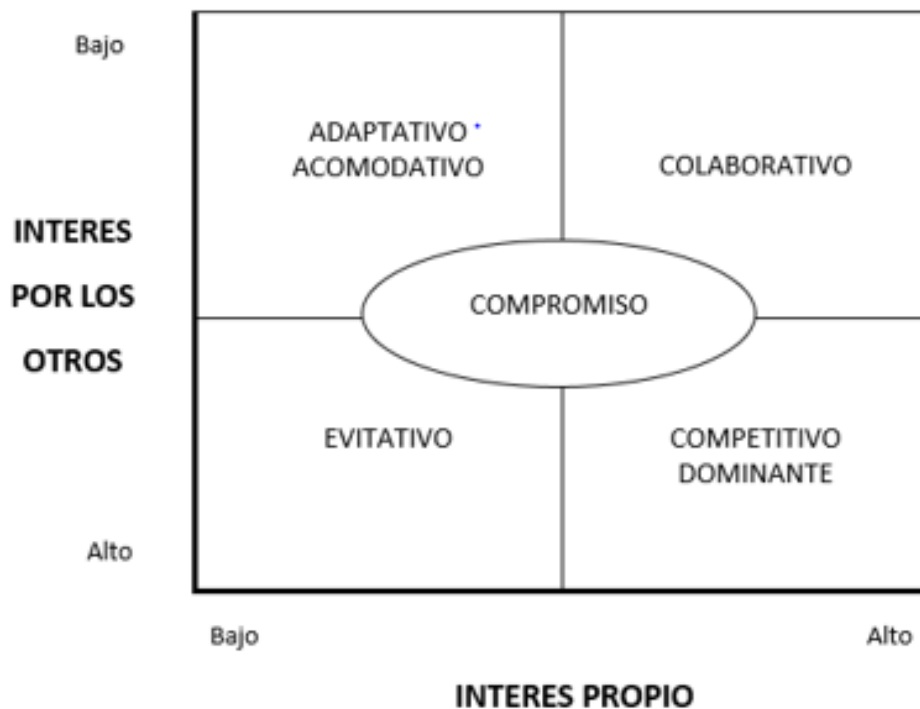 Bajo
ADAPTATIVO
ACOMODATIVO
COLABORATIVO
INTERES
POR LOS
OTROS
COMPROMISO
EVITATIVO
COMPETITIVO
DOMINANTE
Alto
Bajo
Alto
INTERES PROPIO